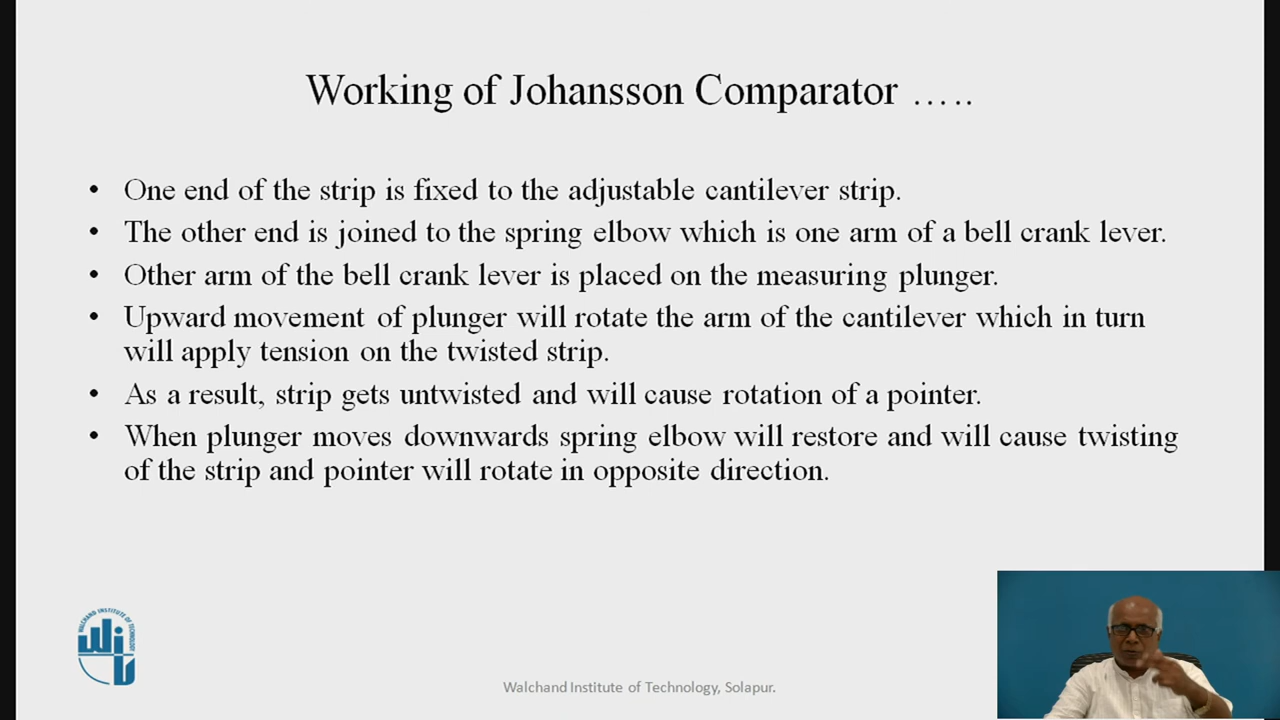 Working of Johansson Comparator …..
• One end of the strip is fixed to the adjustable cantilever strip.
• The other end is joined to the spring elbow which is one arm of a bell crank lever.
• Other arm of the bell crank lever is placed on the measuring plunger.
• Upward movement of plunger will rotate the arm of the cantilever which in turn
will apply tension on the twisted strip.
• As a result, strip gets untwisted and will cause rotation of a pointer.
• When plunger moves downwards spring elbow will restore and will cause twisting
of the strip and pointer will rotate in opposite direction.
WALCHAND INSTITUTE OF TECHNOLOGY
WIT
Walchand Institute of Technology, Solapur.